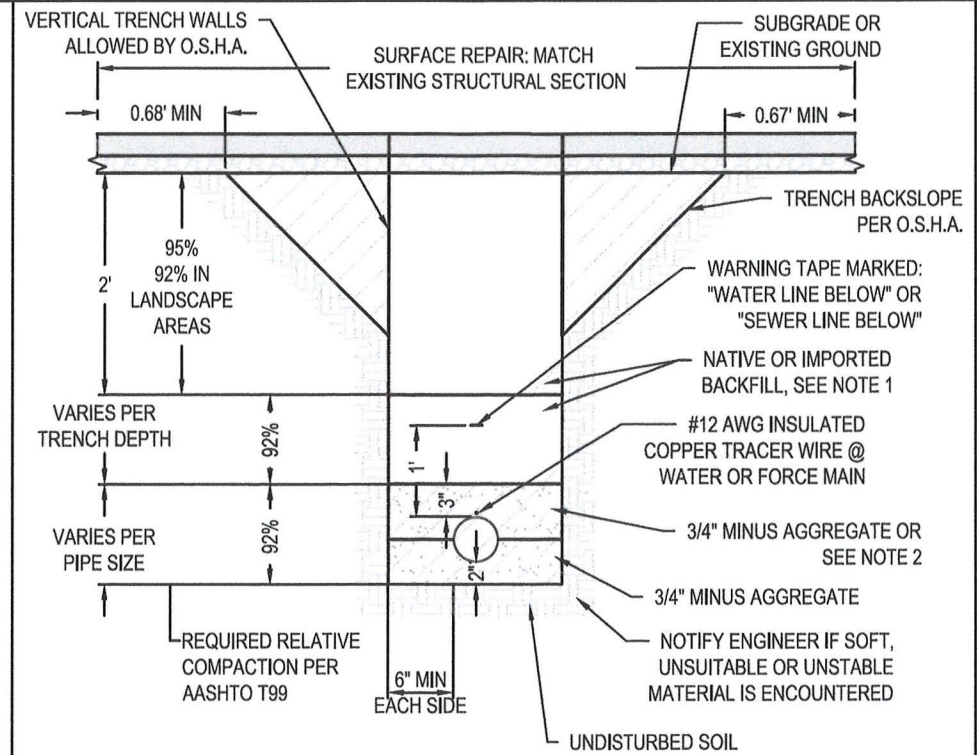 VERTICAL TRENCH WALLS
ALLOWED BY O.S.H.A.
SURFACE REPAIR: MATCH
EXISTING STRUCTURAL SECTION
SUBGRADE OR
EXISTING GROUND
0.68' MIN
0.67' MIN
TRENCH BACKSLOPE
PER O.S.H.A.
2'
95%
92% IN
LANDSCAPE
AREAS
WARNING TAPE MARKED:
"WATER LINE BELOW" OR
"SEWER LINE BELOW"
NATIVE OR IMPORTED
BACKFILL, SEE NOTE 1
VARIES PER
TRENCH DEPTH
92%
1'
#12 AWG INSULATED
COPPER TRACER WIRE @
WATER OR FORCE MAIN
3"
VARIES PER
PIPE SIZE
92%
2"
3/4" MINUS AGGREGATE OR
SEE NOTE 2
3/4" MINUS AGGREGATE
REQUIRED RELATIVE
COMPACTION PER
AASHTO T99
6" MIN
EACH SIDE
NOTIFY ENGINEER IF SOFT,
UNSUITABLE OR UNSTABLE
MATERIAL IS ENCOUNTERED
UNDISTURBED SOIL